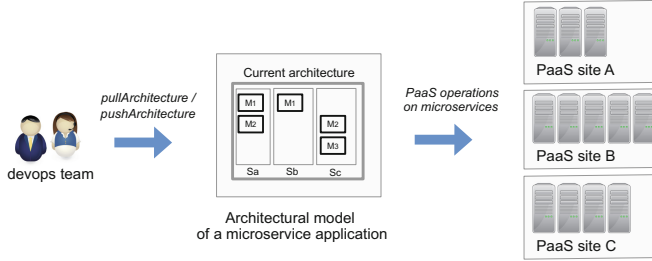 pullArchitecture /
pushArchitecture
devops team
Current architecture
M1
M2
M1
M2
M3
Sa
Sb
Sc
Architectural model
of a microservice application
PaaS operations
on microservices
PaaS site A
PaaS site B
PaaS site C